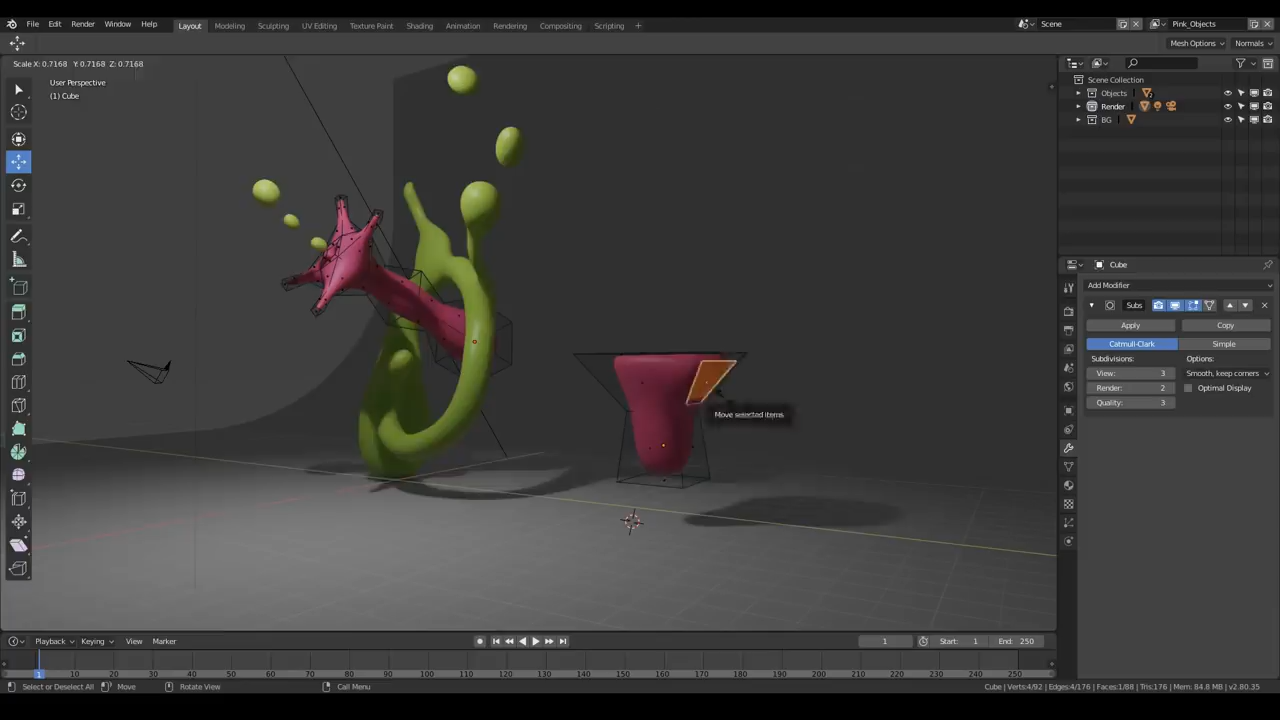 File Edit Render Window Help Layout Modeling Sculpting UV Editing Texture Paint Shading Animation Rendering Compositing Scripting + Scene Pink_Objects
Mesh Options Normals
Scale X: 0.7168 Y: 0.7168 Z: 0.7168
User Perspective
(1) Cube
Scene Collection
Objects
Render
BG
Cube
Add Modifier
Subs
Apply Copy
Catmull-Clark Simple
Subdivisions: Options:
View: 3 Smooth, keep corners
Render: 2 Optimal Display
Quality: 3
Move selected items
Playback Keying View Marker 1 Start: 1 End: 250
1 10 20 30 40 50 60 70 80 90 100 110 120 130 140 150 160 170 180 190 200 210 220 230 240 250
Select or Deselect All Move Rotate View Call Menu Cube | Verts:4/92 | Edges:4/176 | Faces:1/88 | Tris:176 | Mem: 84.8 MB | v2.80.35